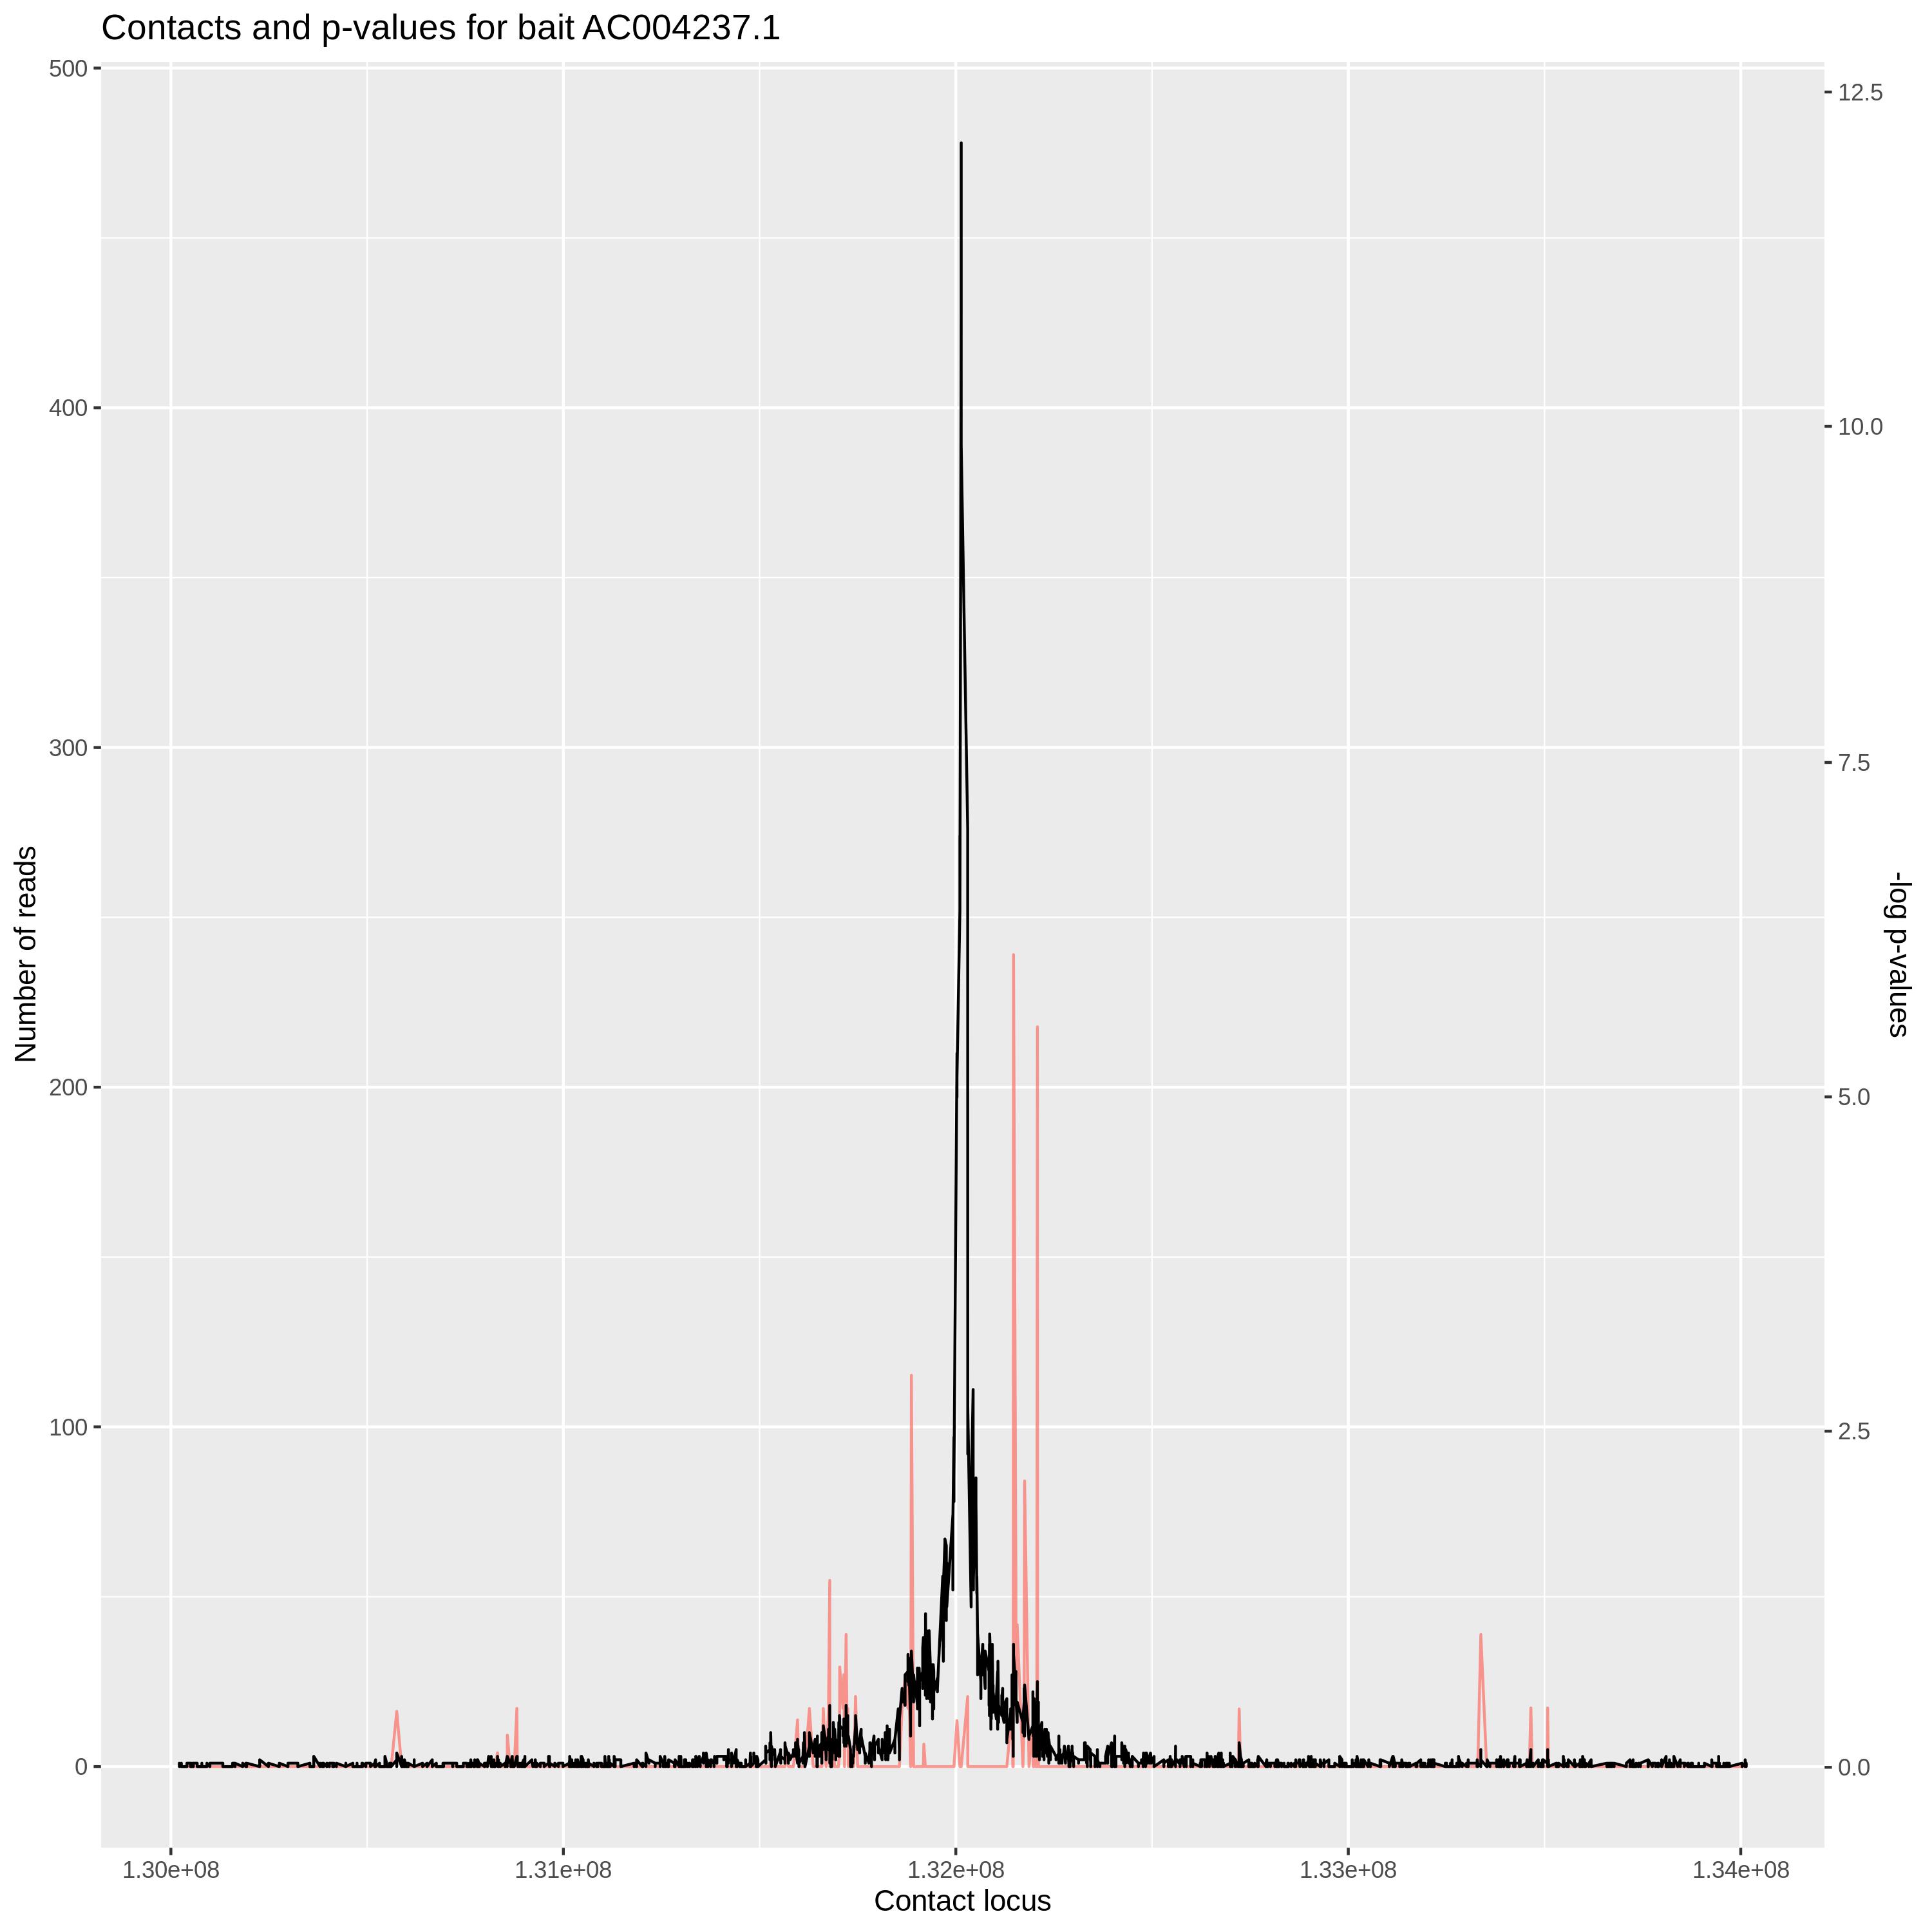 Contacts and p-values for bait AC004237.1
500
400
300
200
100
0
Number of reads
12.5
10.0
7.5
5.0
2.5
0.0
-log p-values
1.30e+08
1.31e+08
1.32e+08
1.33e+08
1.34e+08
Contact locus